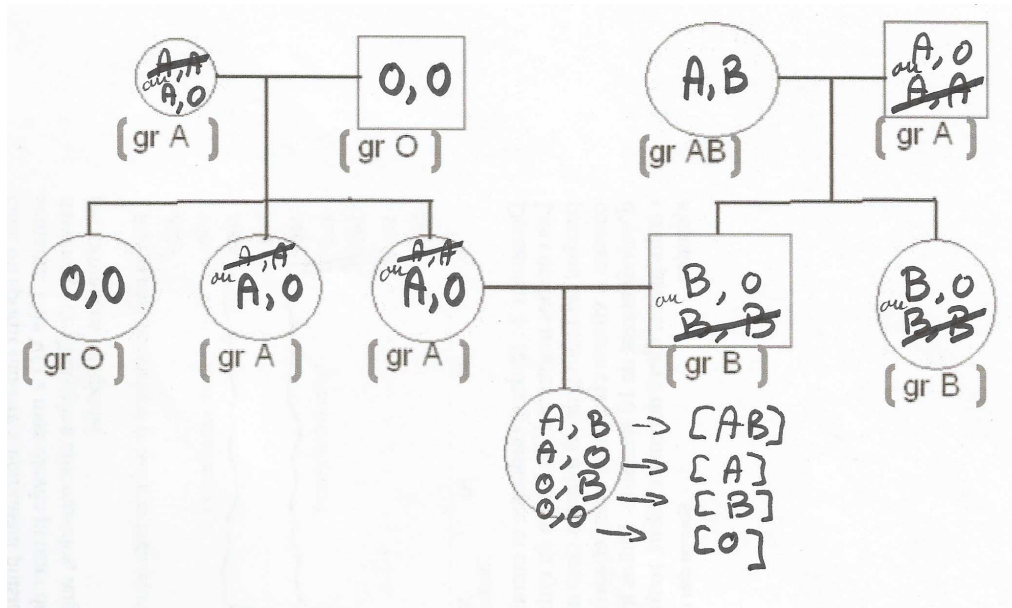 A,A
ou
A,O
[gr A]
O,O
[gr O]
A,B
[gr AB]
A,O
ou
A,A
[gr A]
O,O
[gr O]
A,A
ou
A,O
[gr A]
A,A
ou
A,O
[gr A]
B,O
ou
B,B
[gr B]
B,O
ou
B,B
[gr B]
A,B → [AB]
A,O → [A]
O,B → [B]
O,O → [O]